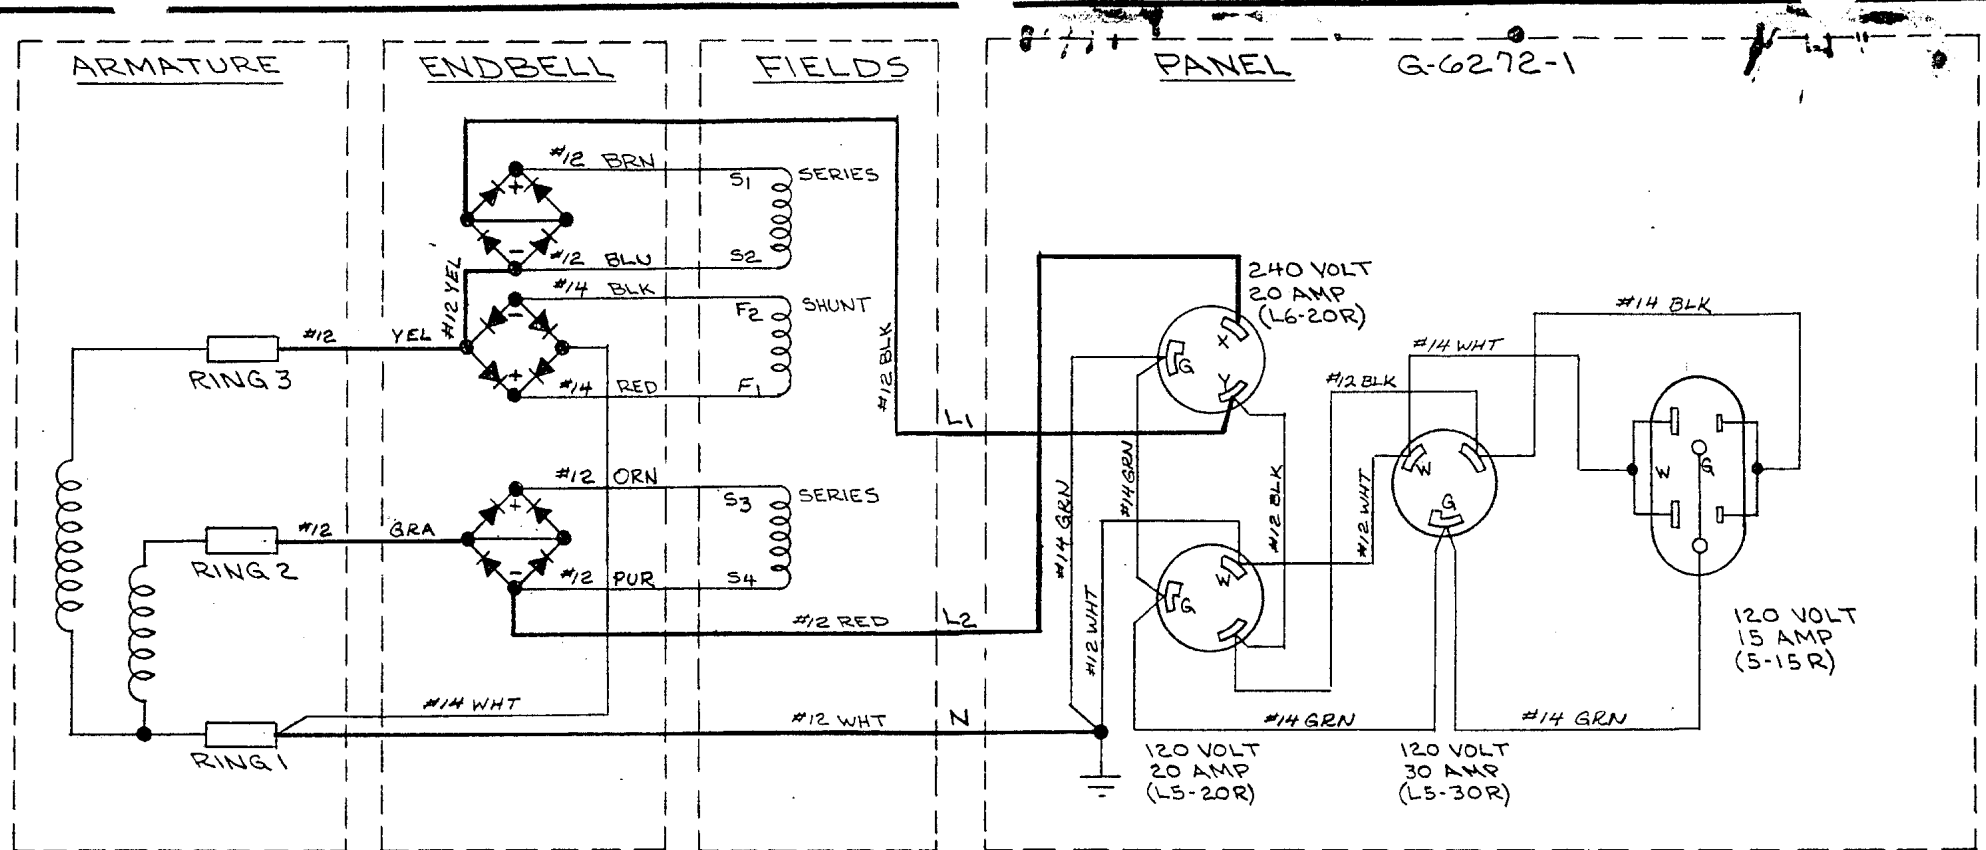 ARMATURE
ENDBELL
FIELDS
PANEL G-6272-1
#12 BRN
S1
SERIES
+
-
#12 BLU
S2
#12 YEL
#14 BLK
F2
SHUNT
-
+
#14 RED
F1
#12 YEL
RING 3
#12 BLK
L1
#12 ORN
S3
SERIES
+
-
#12 PUR
S4
#12 GRA
RING 2
#12 RED
L2
#14 WHT
#12 WHT
N
RING 1
240 VOLT
20 AMP
(L6-20R)
X
G
Y
#14 GRN
#14 GRN
#12 BLK
#12 WHT
W
G
120 VOLT
20 AMP
(L5-20R)
#14 BLK
#14 WHT
#12 BLK
#12 WHT
W
G
#14 GRN
120 VOLT
30 AMP
(L5-30R)
#14 GRN
W
G
120 VOLT
15 AMP
(5-15R)